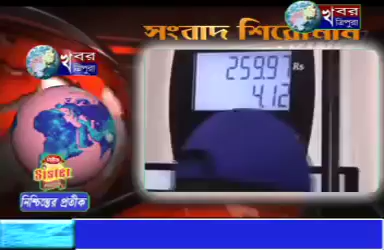 খবর
ত্রিপুরা
সংবাদ শিরোনাম
খবর
ত্রিপুরা
259.97 Rs
4.12
Sister
নিশ্চিন্তের প্রতীক